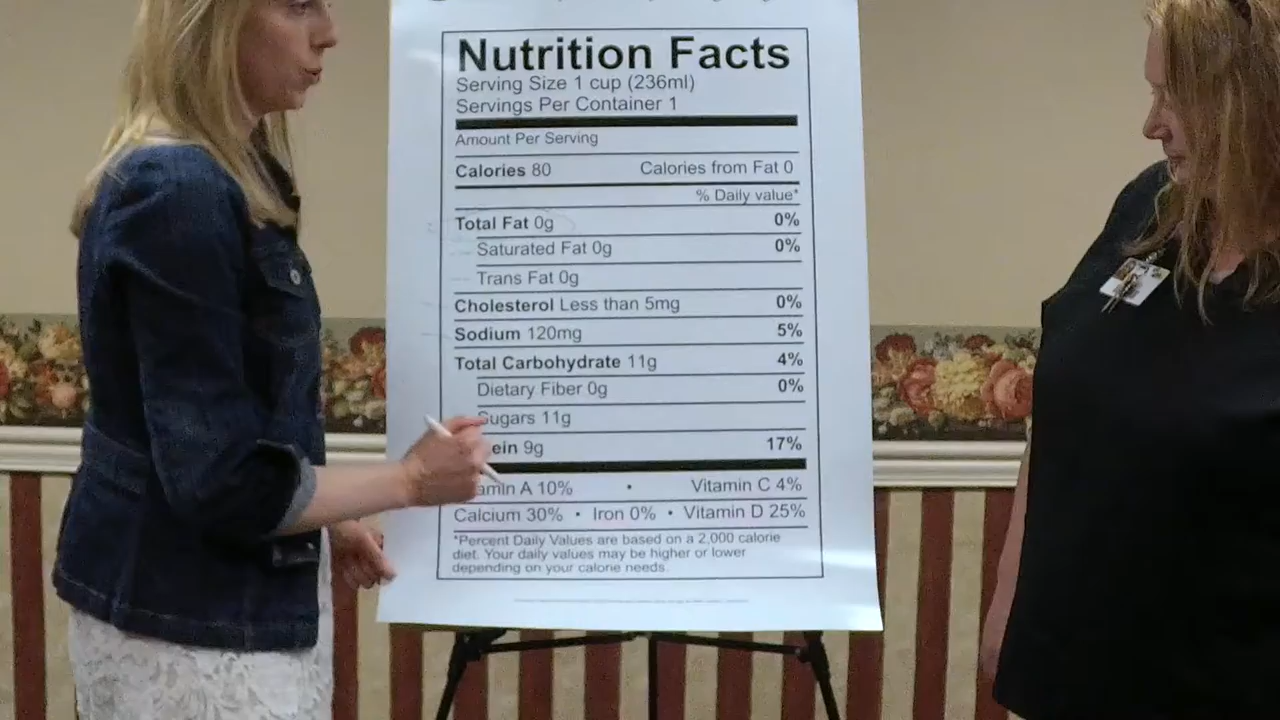 Nutrition Facts
Serving Size 1 cup (236ml)
Servings Per Container 1
Amount Per Serving
Calories 80 Calories from Fat 0
% Daily value*
Total Fat 0g 0%
Saturated Fat 0g 0%
Trans Fat 0g
Cholesterol Less than 5mg 0%
Sodium 120mg 5%
Total Carbohydrate 11g 4%
Dietary Fiber 0g 0%
Sugars 11g
ein 9g 17%
amin A 10% • Vitamin C 4%
Calcium 30% • Iron 0% • Vitamin D 25%
*Percent Daily Values are based on a 2,000 calorie
diet. Your daily values may be higher or lower
depending on your calorie needs.